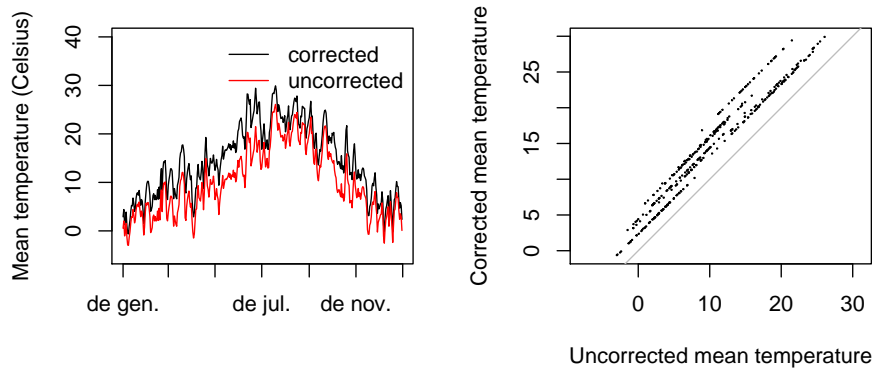 Mean temperature (Celsius)
40
30
20
10
0
corrected
uncorrected
de gen.
de jul.
de nov.
Corrected mean temperature
25
15
5
0
0
10
20
30
Uncorrected mean temperature